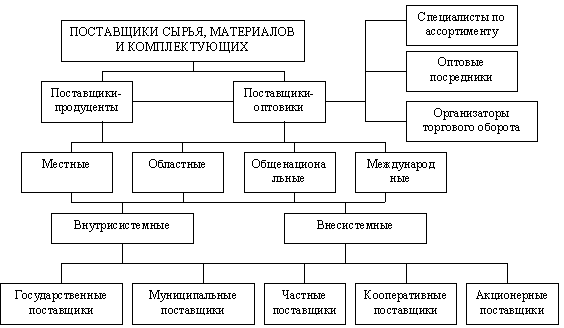 ПОСТАВЩИКИ СЫРЬЯ, МАТЕРИАЛОВ
И КОМПЛЕКТУЮЩИХ
Специалисты по
ассортименту
Оптовые
посредники
Организаторы
торгового оборота
Поставщики-
продуценты
Поставщики-
оптовики
Местные
Областные
Общенациона
льные
Международ
ные
Внутрисистемные
Внесистемные
Государственные
поставщики
Муниципальные
поставщики
Частные
поставщики
Кооперативные
поставщики
Акционерные
поставщики